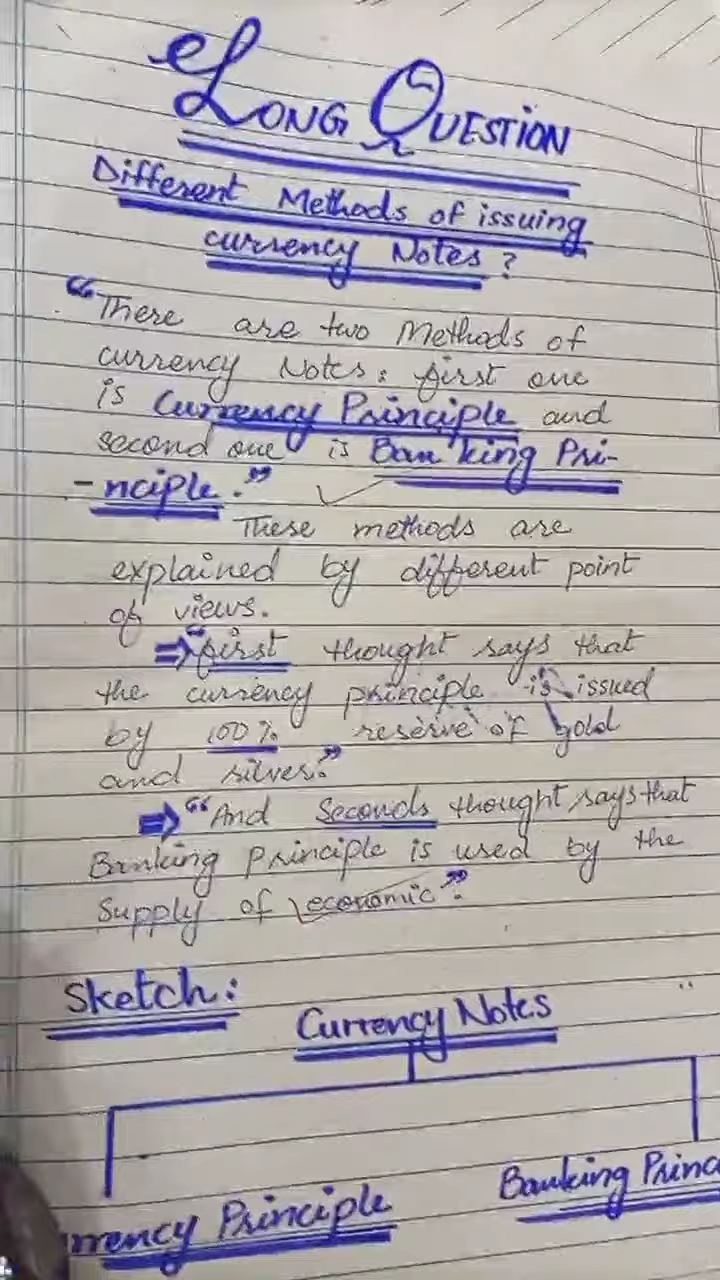 Long Question
Different Methods of issuing
currency Notes?
“There are two Methods of
currency Notes: first one
is Currency Principle and
second one is Banking Pri-
-nciple.”
These methods are
explained by different point
of views.
⇒“first thought says that
the currency principle is issued
by 100% reserve of gold
and silver.”
⇒“And Seconds thought says that
Banking principle is used by the
supply of economic”.
Sketch:
Currency Notes
rrency Principle
Banking Princ